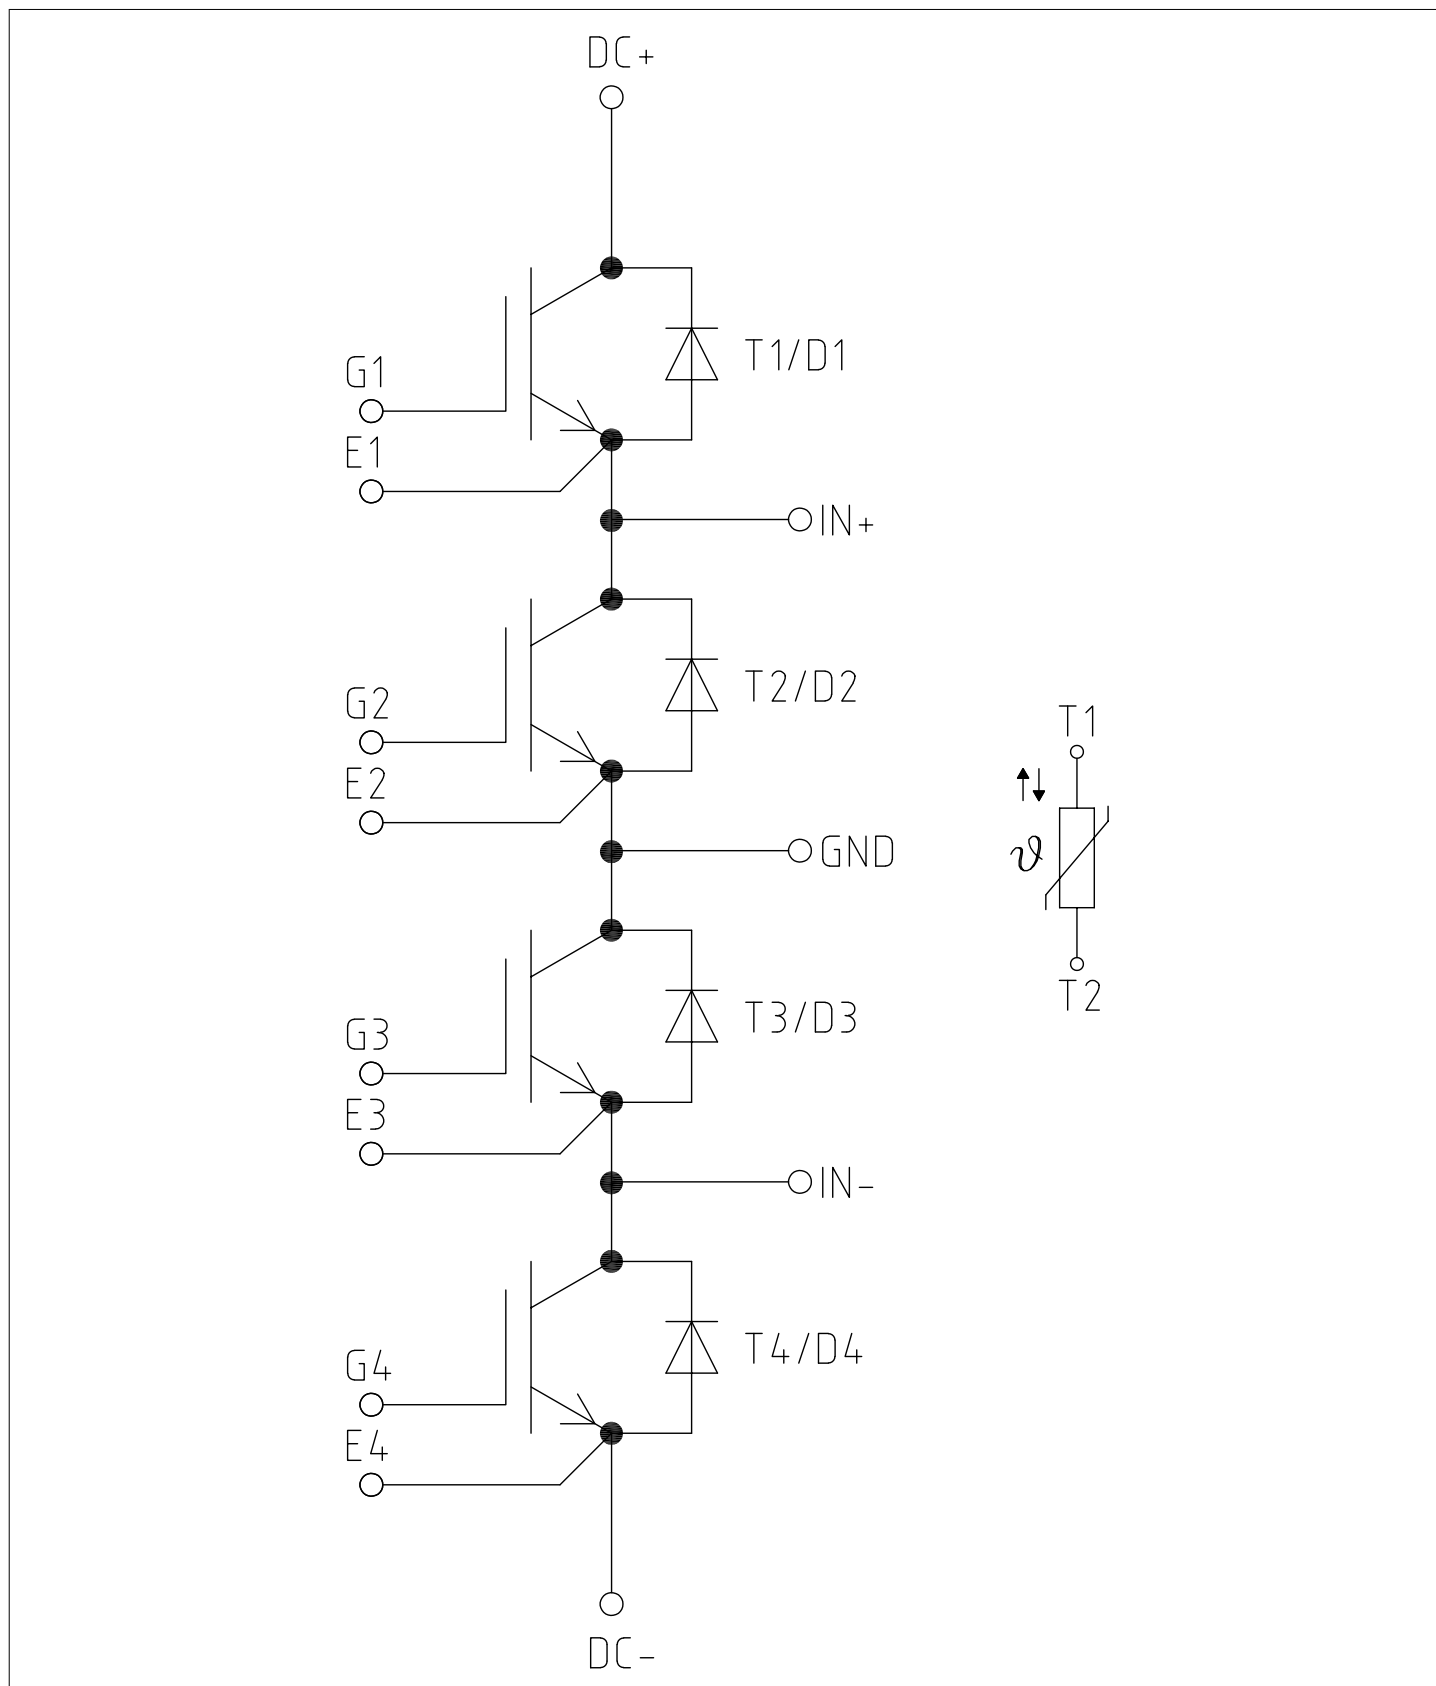 DC+
G1
T1/D1
E1
IN+
G2
T2/D2
E2
GND
T1
ϑ
T2
G3
T3/D3
E3
IN-
G4
T4/D4
E4
DC-